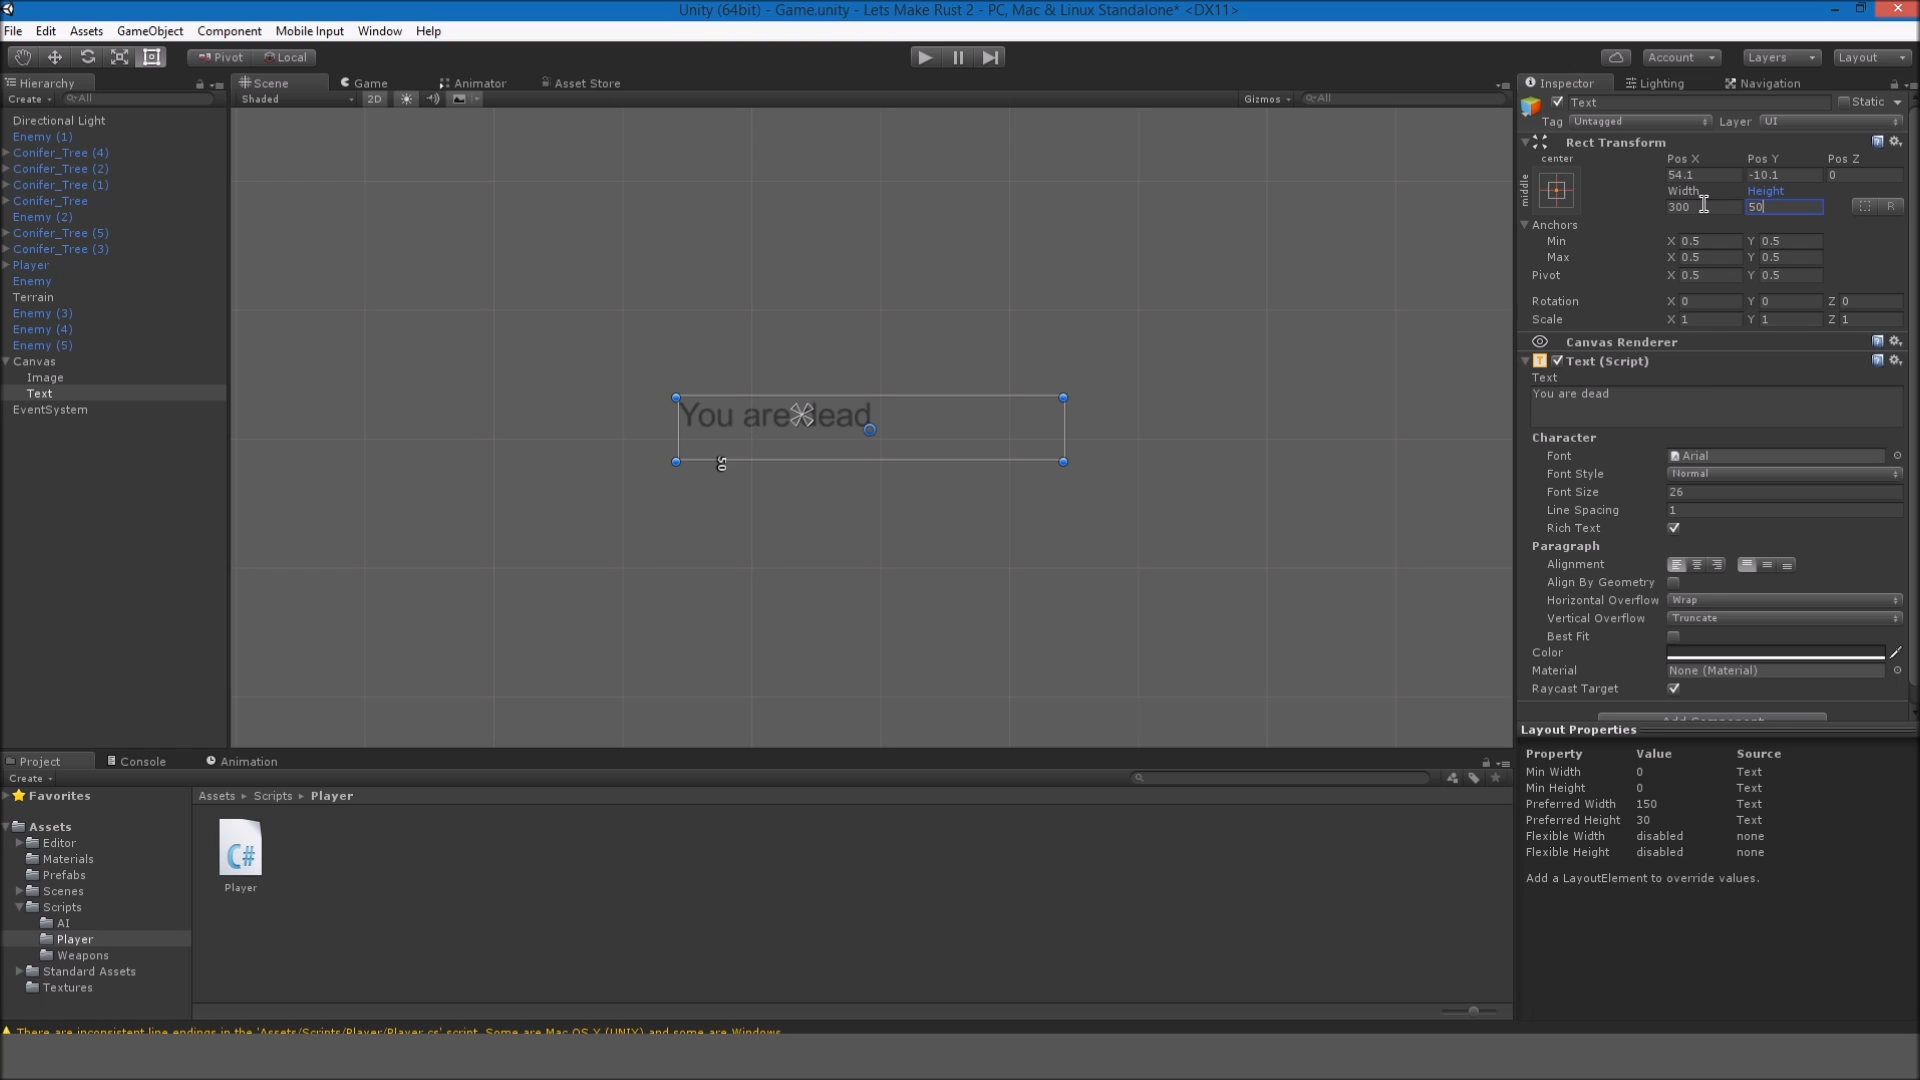 Unity (64bit) - Game.unity - Lets Make Rust 2 - PC, Mac & Linux Standalone* <DX11>
File Edit Assets GameObject Component Mobile Input Window Help
Pivot Local Account Layers Layout
Hierarchy
Create All
Directional Light
Enemy (1)
Conifer_Tree (4)
Conifer_Tree (2)
Conifer_Tree (1)
Conifer_Tree
Enemy (2)
Conifer_Tree (5)
Conifer_Tree (3)
Player
Enemy
Terrain
Enemy (3)
Enemy (4)
Enemy (5)
Canvas
Image
Text
EventSystem
Scene Game Animator Asset Store
Shaded 2D Gizmos All
You are dead
50
Inspector Lighting Navigation
Text Static
Tag Untagged Layer UI
Rect Transform
center Pos X Pos Y Pos Z
middle 54.1 -10.1 0
Width Height
300 50 R
Anchors
Min X 0.5 Y 0.5
Max X 0.5 Y 0.5
Pivot X 0.5 Y 0.5
Rotation X 0 Y 0 Z 0
Scale X 1 Y 1 Z 1
Canvas Renderer
Text (Script)
Text
You are dead
Character
Font Arial
Font Style Normal
Font Size 26
Line Spacing 1
Rich Text
Paragraph
Alignment
Align By Geometry
Horizontal Overflow Wrap
Vertical Overflow Truncate
Best Fit
Color
Material None (Material)
Raycast Target
Add Component
Layout Properties
Property Value Source
Min Width 0 Text
Min Height 0 Text
Preferred Width 150 Text
Preferred Height 30 Text
Flexible Width disabled none
Flexible Height disabled none
Add a LayoutElement to override values.
Project Console Animation
Create
Favorites
Assets
Editor
Materials
Prefabs
Scenes
Scripts
AI
Player
Weapons
Standard Assets
Textures
Assets ▸ Scripts ▸ Player
C#
Player
There are inconsistent line endings in the 'Assets/Scripts/Player/Player.cs' script. Some are Mac OS X (UNIX) and some are Windows.